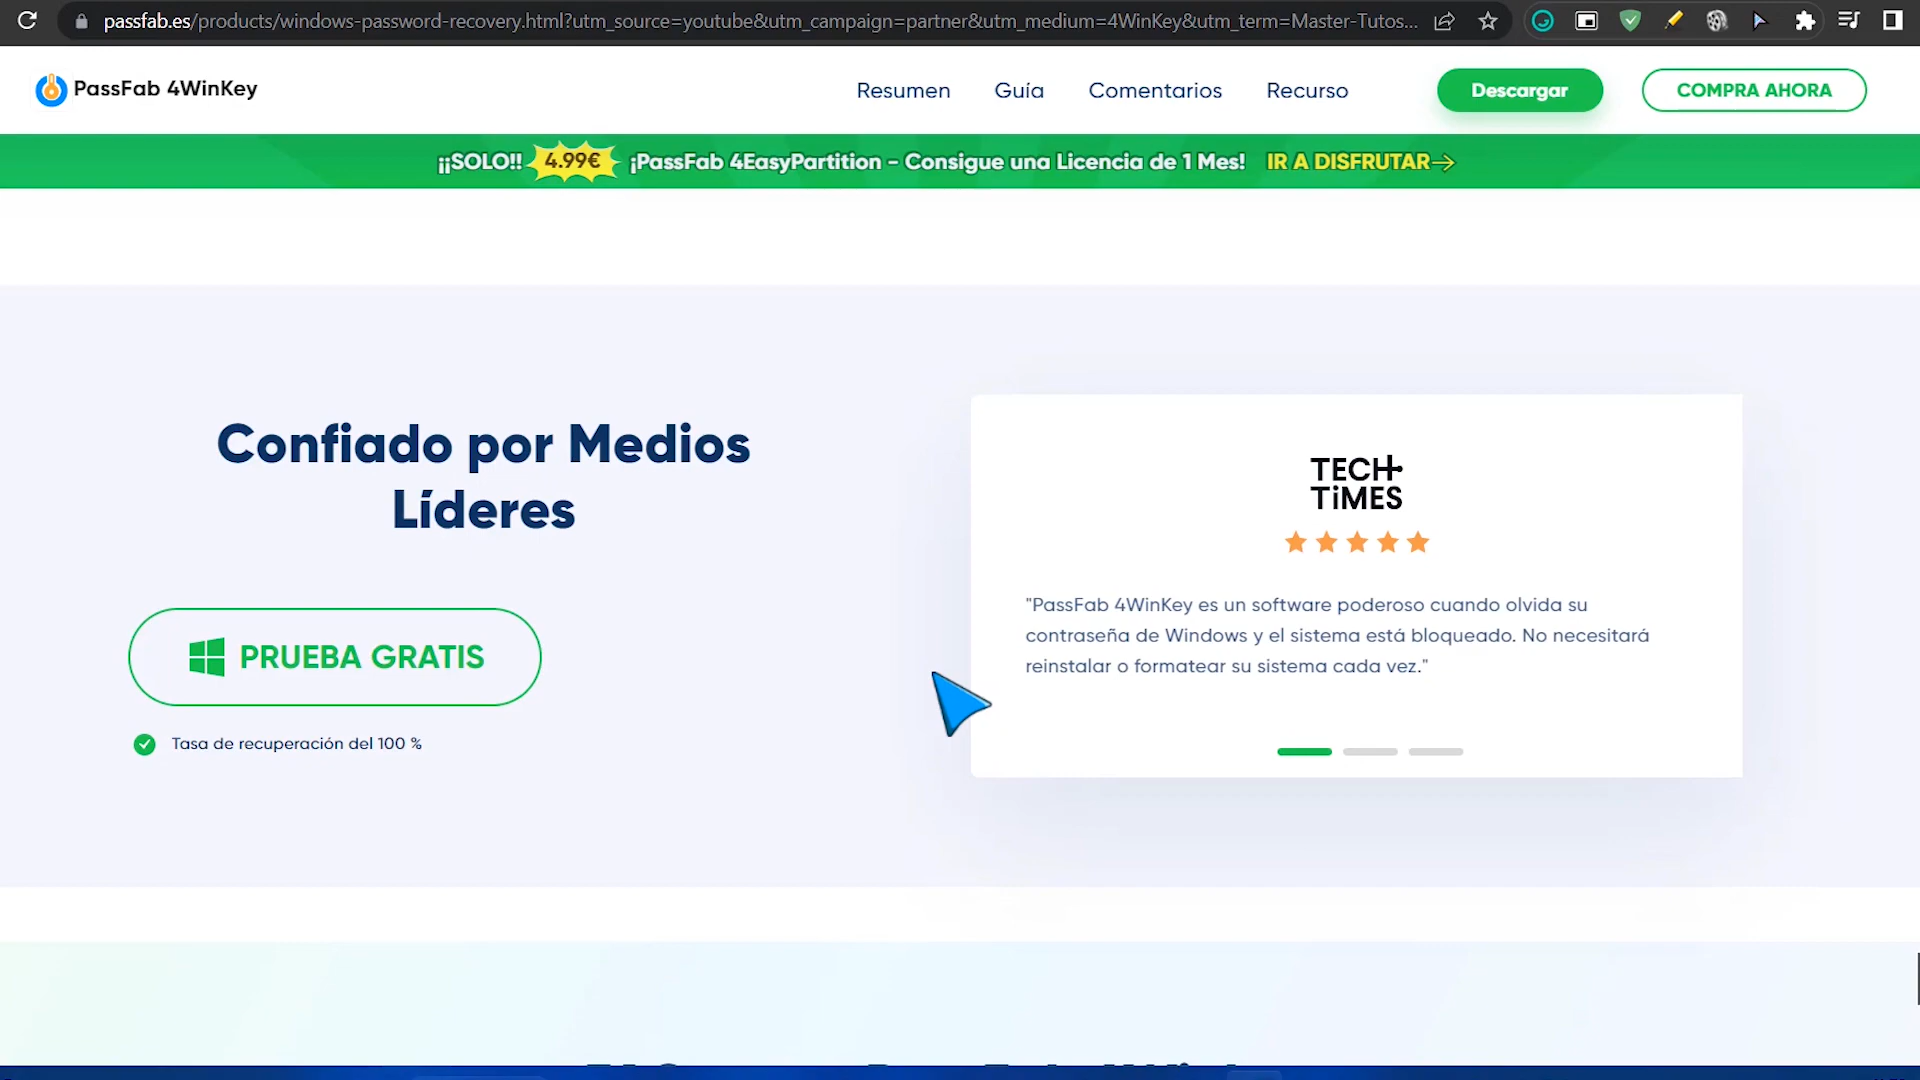 passfab.es/products/windows-password-recovery.html?utm_source=youtube&utm_campaign=partner&utm_medium=4WinKey&utm_term=Master-Tutos...
PassFab 4WinKey
Resumen
Guía
Comentarios
Recurso
Descargar
COMPRA AHORA
¡¡SOLO!! 4.99€ ¡PassFab 4EasyPartition - Consigue una Licencia de 1 Mes! IR A DISFRUTAR
Confiado por Medios
Líderes
PRUEBA GRATIS
Tasa de recuperación del 100 %
TECH
TiMES
"PassFab 4WinKey es un software poderoso cuando olvida su
contraseña de Windows y el sistema está bloqueado. No necesitará
reinstalar o formatear su sistema cada vez."